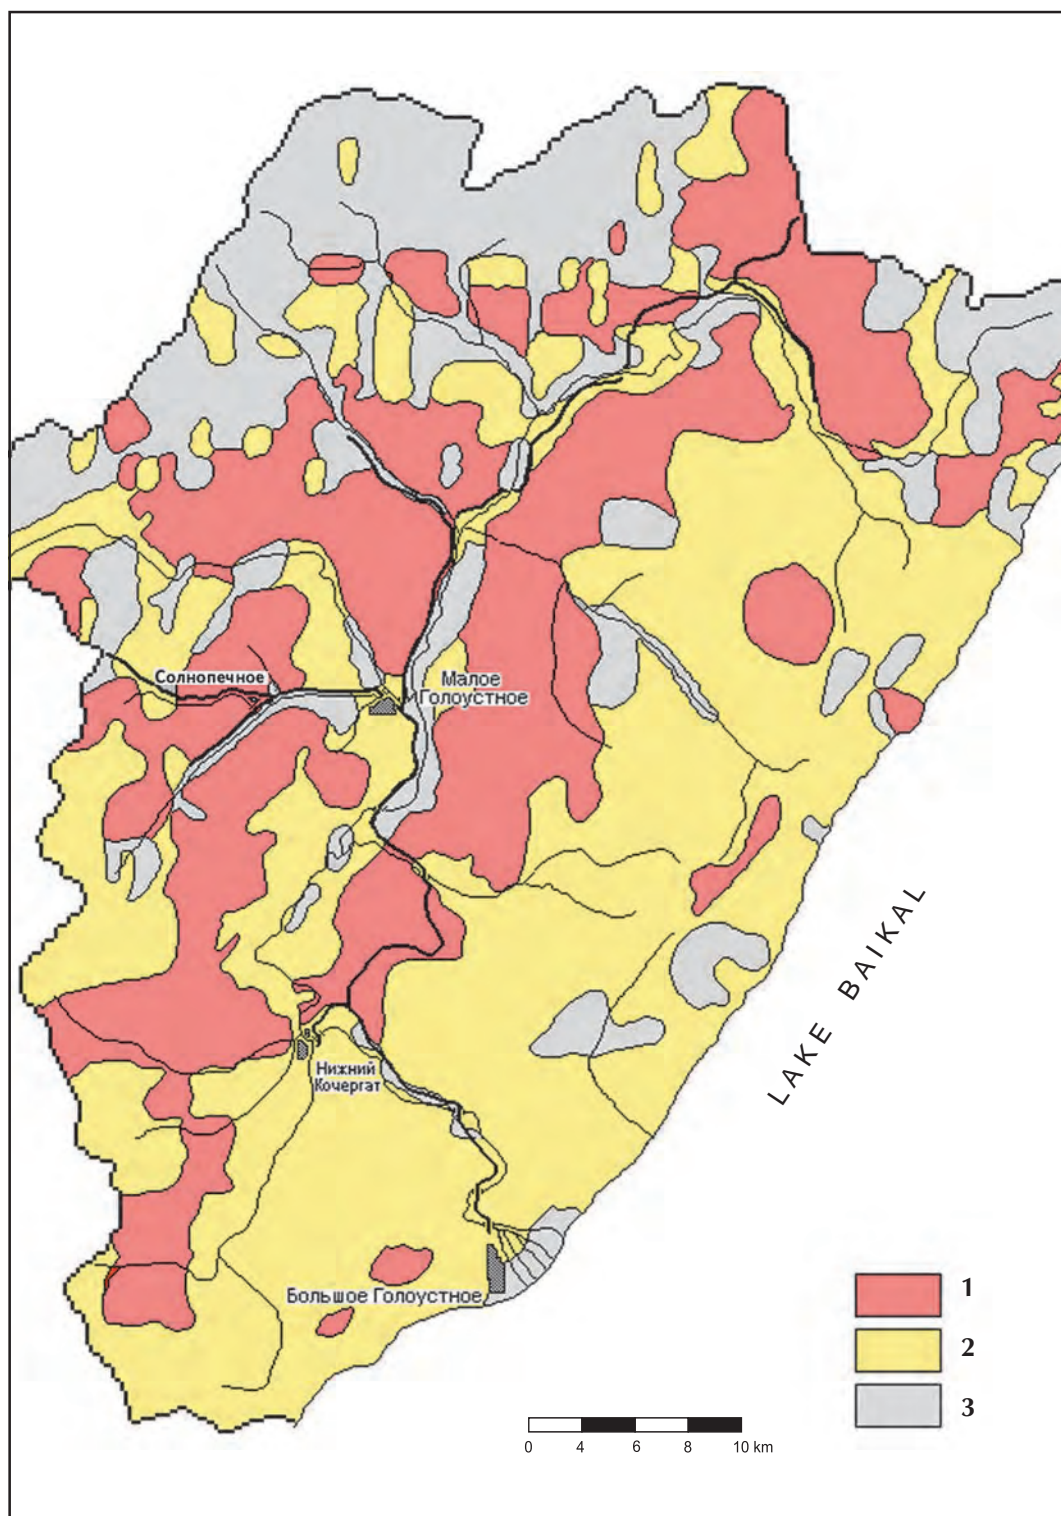 Солнопечное
Малое
Голоустное
LAKE BAIKAL
Нижний
Кочергат
Большое Голоустное
1
2
3
0 4 6 8 10 km